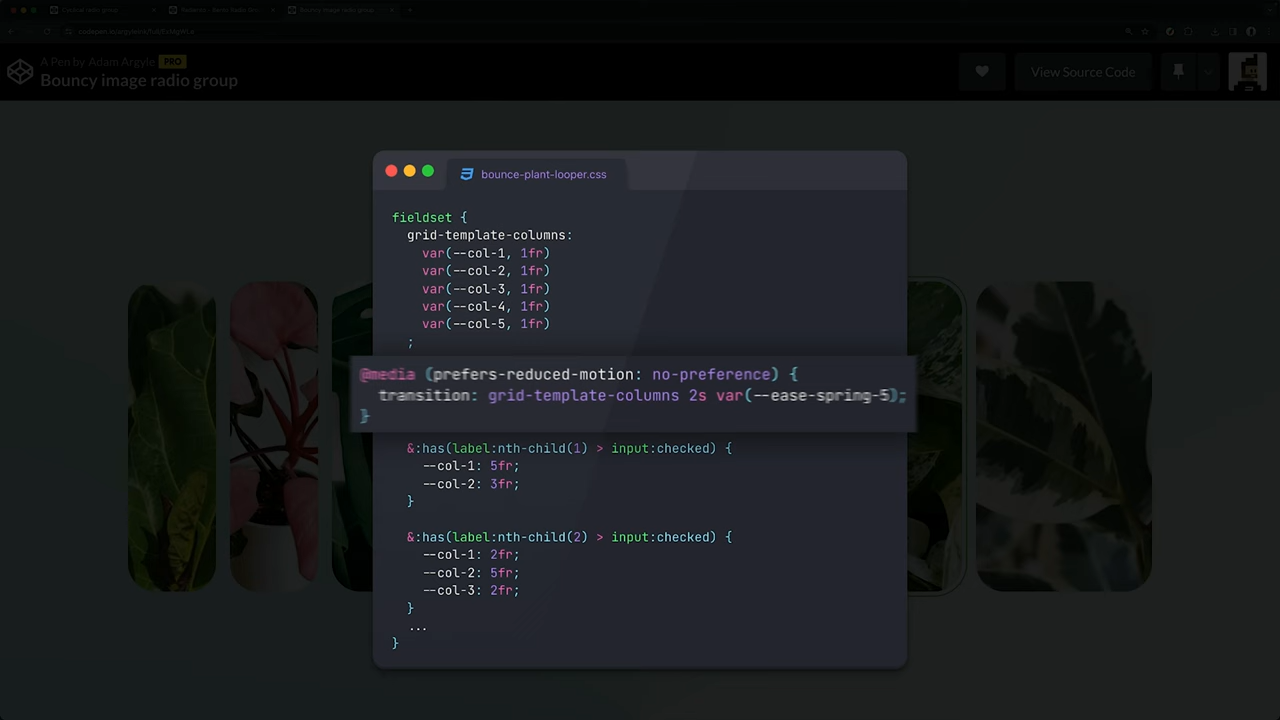 Bouncy image radio group
A Pen by Adam Argyle PRO
Bouncy image radio group
View Source Code
bounce-plant-looper.css
fieldset {
grid-template-columns:
var(--col-1, 1fr)
var(--col-2, 1fr)
var(--col-3, 1fr)
var(--col-4, 1fr)
var(--col-5, 1fr)
;
@media (prefers-reduced-motion: no-preference) {
transition: grid-template-columns 2s var(--ease-spring-5);
}
&:has(label:nth-child(1) > input:checked) {
--col-1: 5fr;
--col-2: 3fr;
}
&:has(label:nth-child(2) > input:checked) {
--col-1: 2fr;
--col-2: 5fr;
--col-3: 2fr;
}
...
}